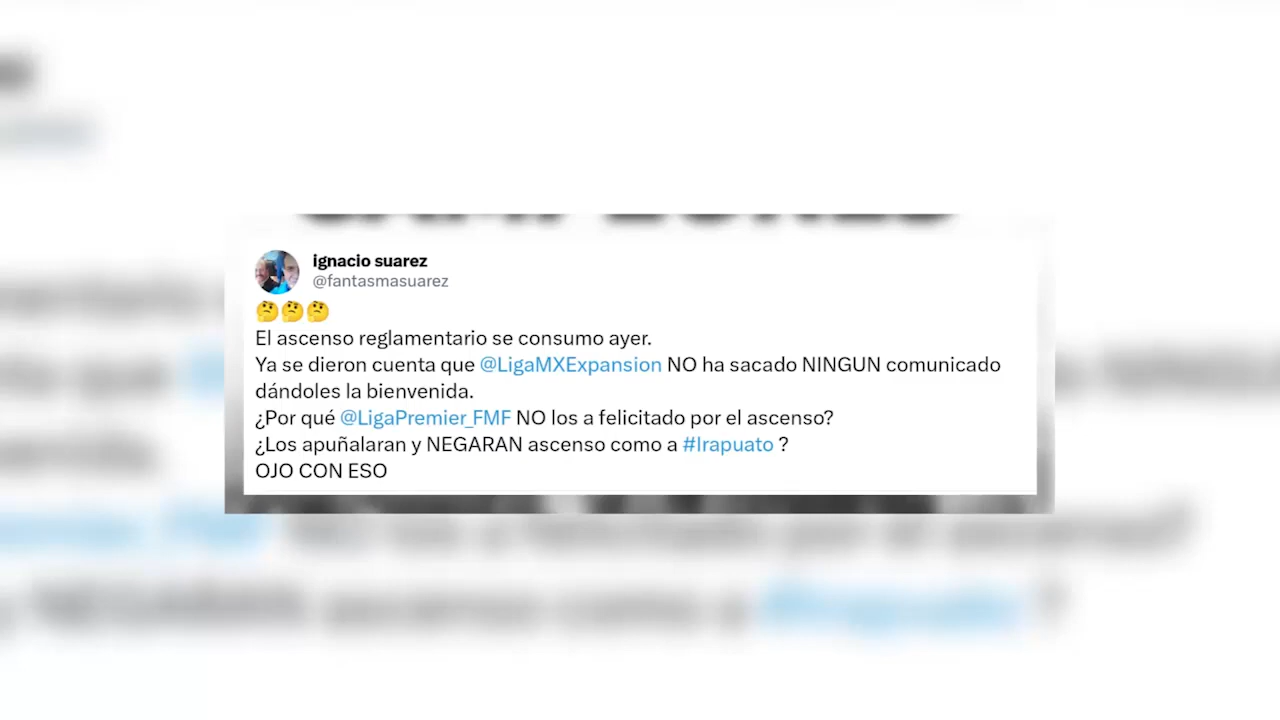 ignacio suarez
@fantasmasuarez
🤔🤔🤔
El ascenso reglamentario se consumo ayer.
Ya se dieron cuenta que @LigaMXExpansion NO ha sacado NINGUN comunicado
dándoles la bienvenida.
¿Por qué @LigaPremier_FMF NO los a felicitado por el ascenso?
¿Los apuñalaran y NEGARAN ascenso como a #Irapuato ?
OJO CON ESO